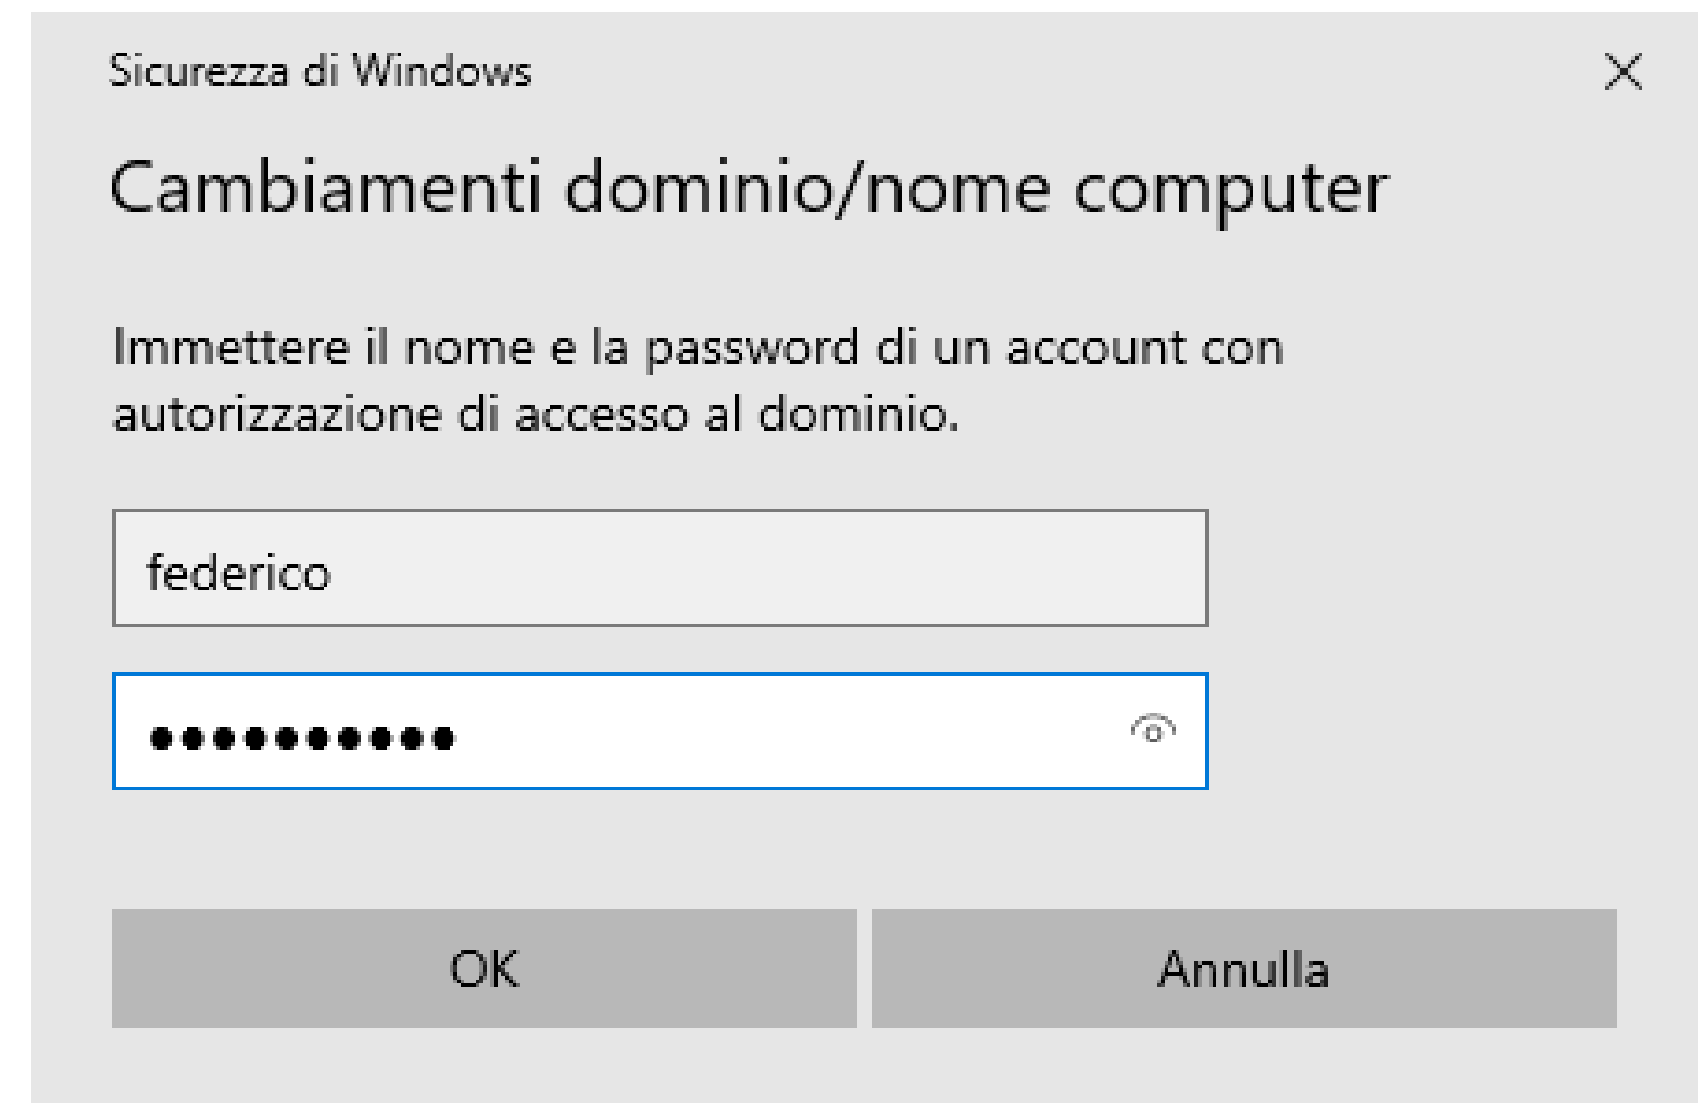 Sicurezza di Windows
Cambiamenti dominio/nome computer
Immettere il nome e la password di un account con
autorizzazione di accesso al dominio.
federico
●●●●●●●●●●
OK Annulla